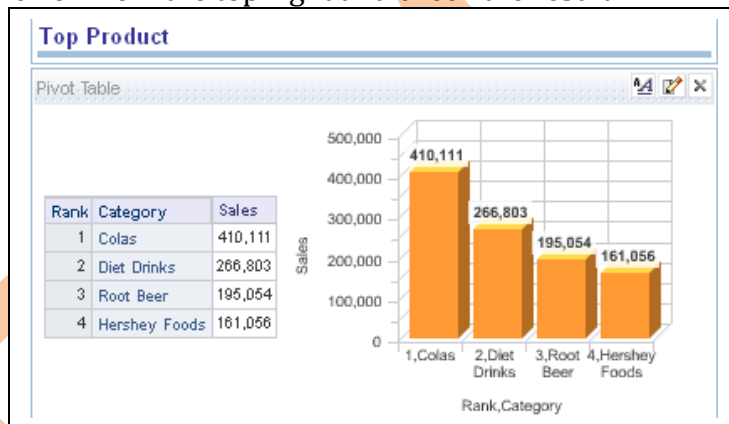 Top Product
Pivot Table
Rank Category Sales
1 Colas 410,111
2 Diet Drinks 266,803
3 Root Beer 195,054
4 Hershey Foods 161,056
500,000
400,000
300,000
200,000
100,000
0
Sales
410,111
266,803
195,054
161,056
1,Colas 2,Diet Drinks 3,Root Beer 4,Hershey Foods
Rank,Category